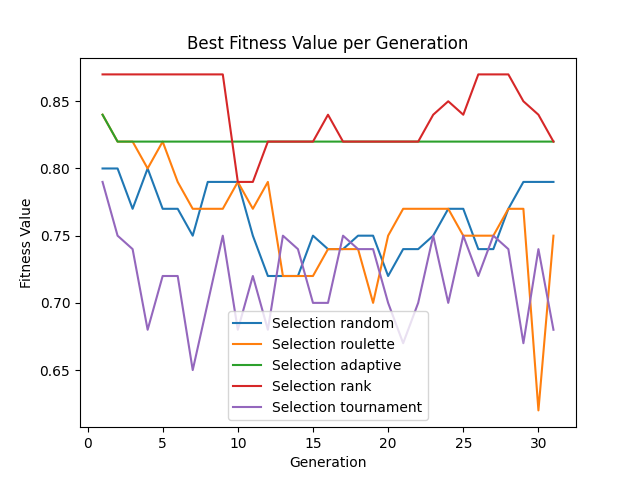 Best Fitness Value per Generation
Fitness Value
0.85
0.80
0.75
0.70
0.65
Selection random
Selection roulette
Selection adaptive
Selection rank
Selection tournament
0 5 10 15 20 25 30
Generation